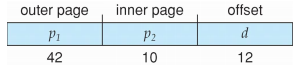 outer page inner page offset
p1 p2 d
42 10 12